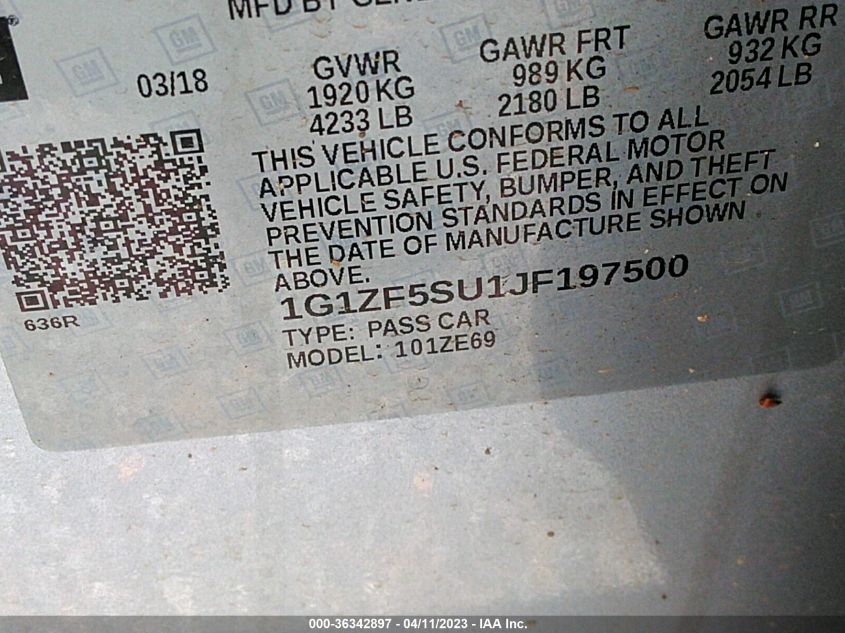 MFD BY
03/18
GVWR
1920 KG
4233 LB
GAWR FRT
989 KG
2180 LB
GAWR RR
932 KG
2054 LB
THIS VEHICLE CONFORMS TO ALL
APPLICABLE U.S. FEDERAL MOTOR
VEHICLE SAFETY, BUMPER, AND THEFT
PREVENTION STANDARDS IN EFFECT ON
THE DATE OF MANUFACTURE SHOWN
ABOVE.
636R
1G1ZF5SU1JF197500
TYPE: PASS CAR
MODEL: 101ZE69
GM
000-36342897 - 04/11/2023 - IAA Inc.